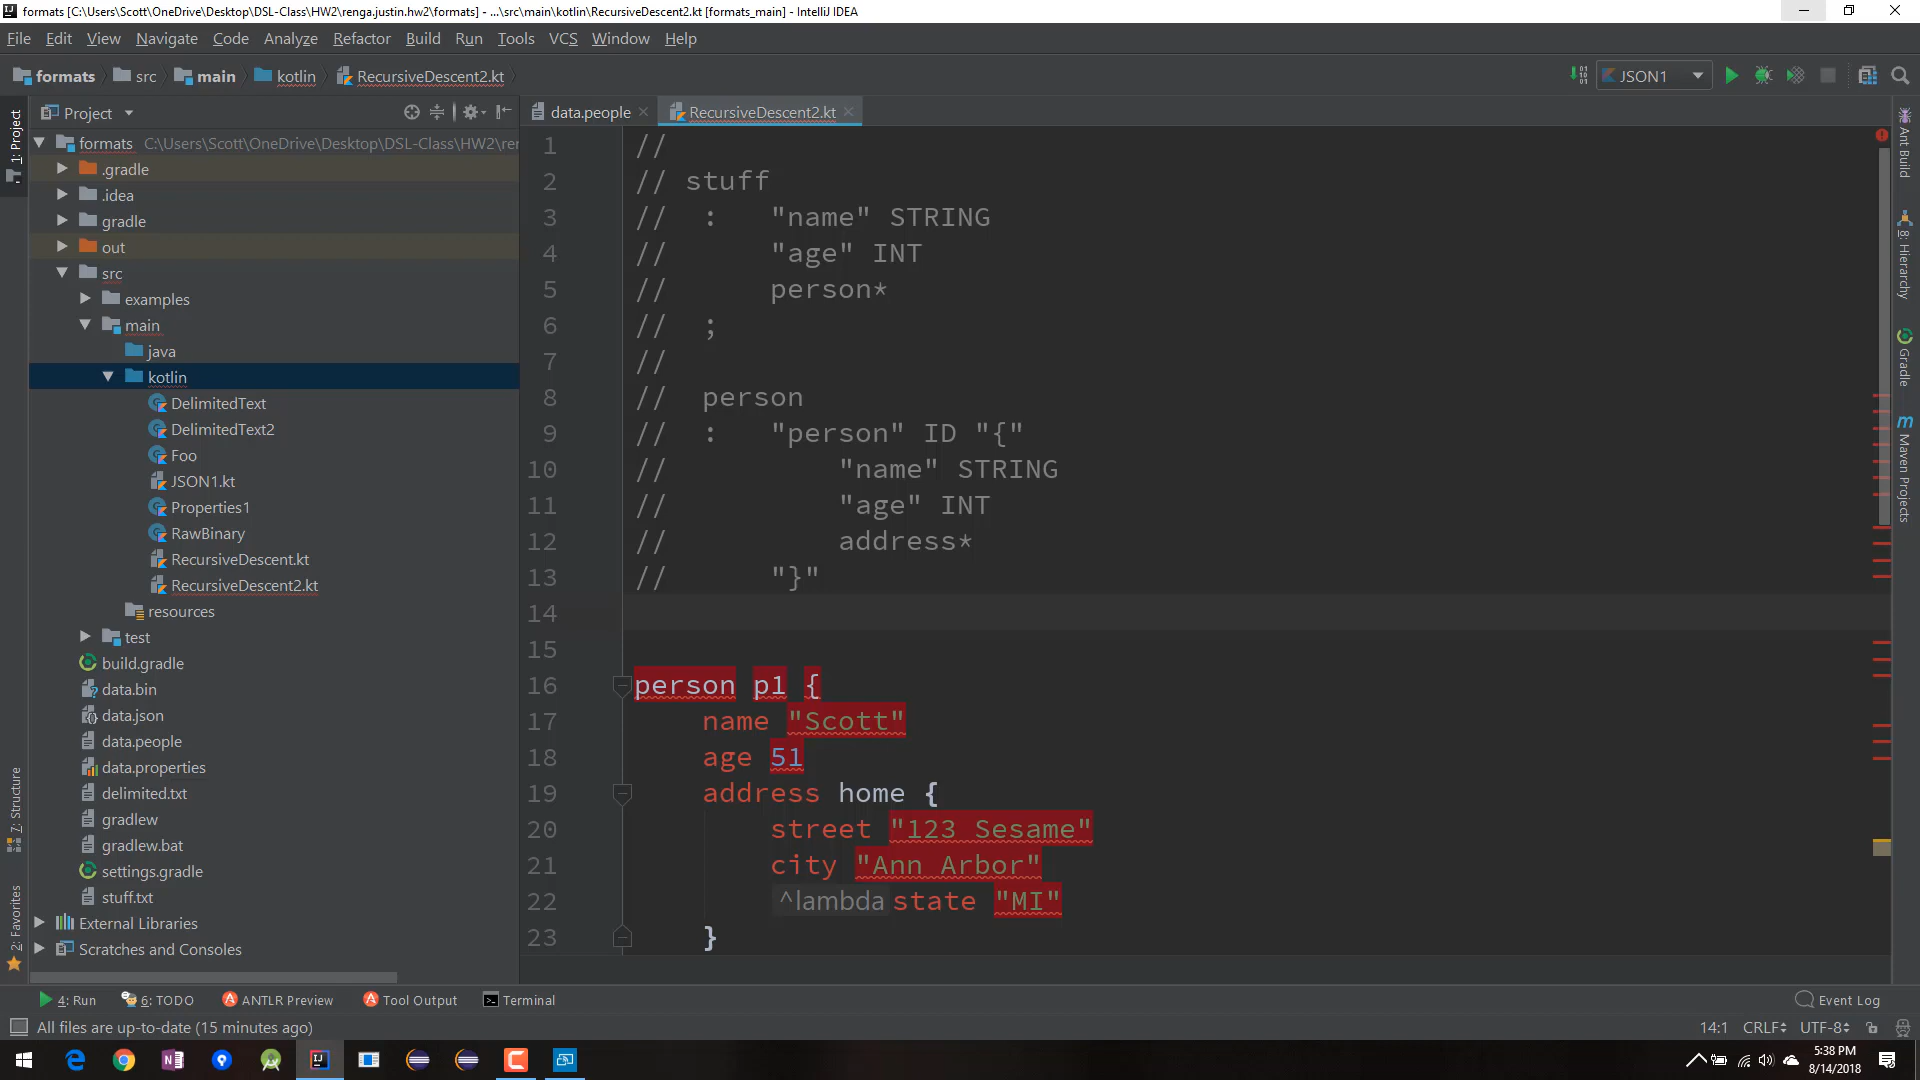 formats [C:\Users\Scott\OneDrive\Desktop\DSL-Class\HW2\renga.justin.hw2\formats] - ...\src\main\kotlin\RecursiveDescent2.kt [formats_main] - IntelliJ IDEA
File Edit View Navigate Code Analyze Refactor Build Run Tools VCS Window Help
formats src main kotlin RecursiveDescent2.kt JSON1
1: Project
Project
data.people RecursiveDescent2.kt
formats C:\Users\Scott\OneDrive\Desktop\DSL-Class\HW2\re
.gradle
.idea
gradle
out
src
examples
main
java
kotlin
DelimitedText
DelimitedText2
Foo
JSON1.kt
Properties1
RawBinary
RecursiveDescent.kt
RecursiveDescent2.kt
resources
test
build.gradle
data.bin
data.json
data.people
data.properties
delimited.txt
gradlew
gradlew.bat
settings.gradle
stuff.txt
External Libraries
Scratches and Consoles
7: Structure
2: Favorites
1 //
2 // stuff
3 // : "name" STRING
4 // "age" INT
5 // person*
6 // ;
7 //
8 // person
9 // : "person" ID "{"
10 // "name" STRING
11 // "age" INT
12 // address*
13 // "}"
14
15
16 person p1 {
17 name "Scott"
18 age 51
19 address home {
20 street "123 Sesame"
21 city "Ann Arbor"
22 ^lambda state "MI"
23 }
Ant Build
8: Hierarchy
Gradle
Maven Projects
4: Run 6: TODO ANTLR Preview Tool Output Terminal Event Log
All files are up-to-date (15 minutes ago) 14:1 CRLF UTF-8
5:38 PM
8/14/2018